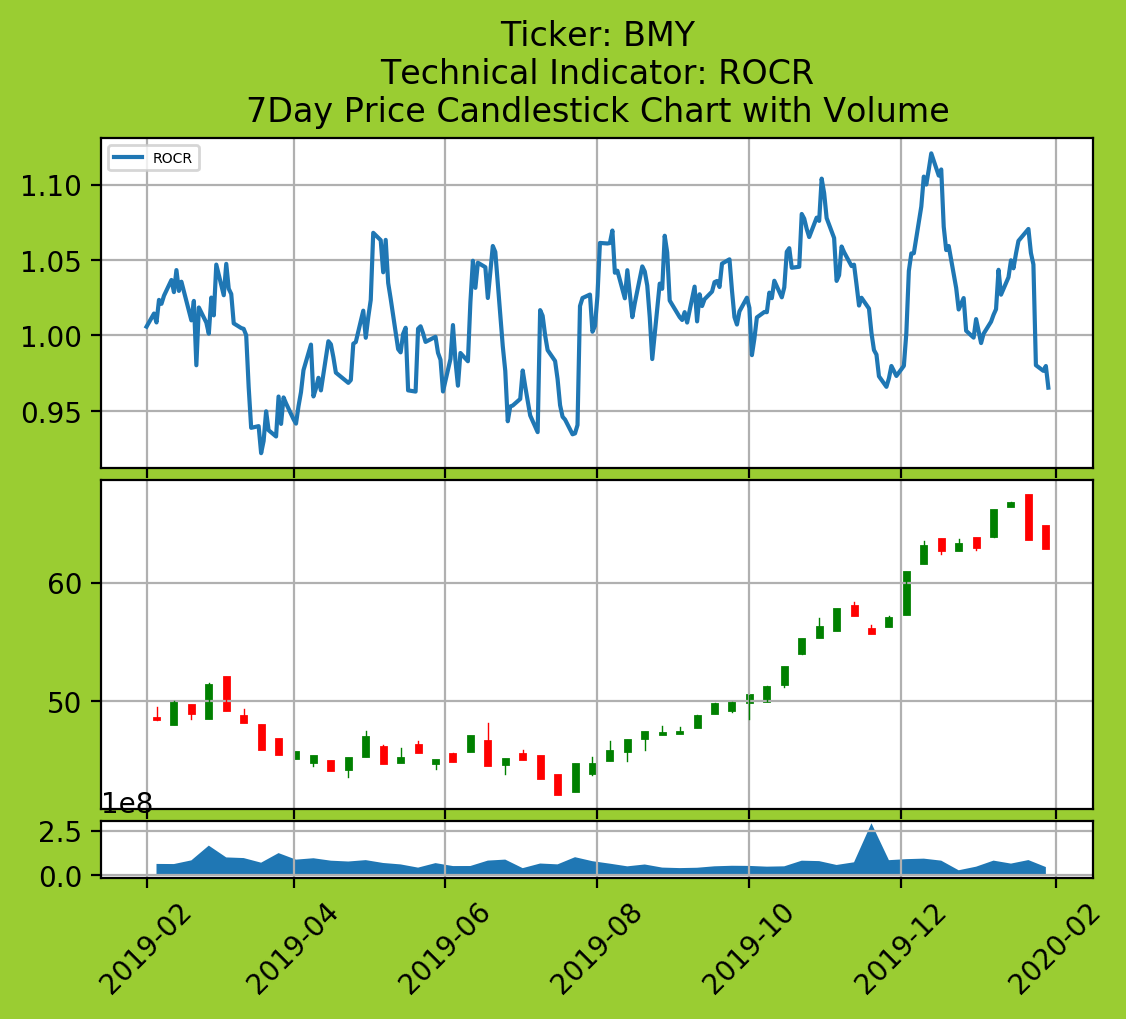 Ticker: BMY
Technical Indicator: ROCR
7Day Price Candlestick Chart with Volume
ROCR
1.10
1.05
1.00
0.95
60
50
1e8
2.5
0.0
2019-02 2019-04 2019-06 2019-08 2019-10 2019-12 2020-02